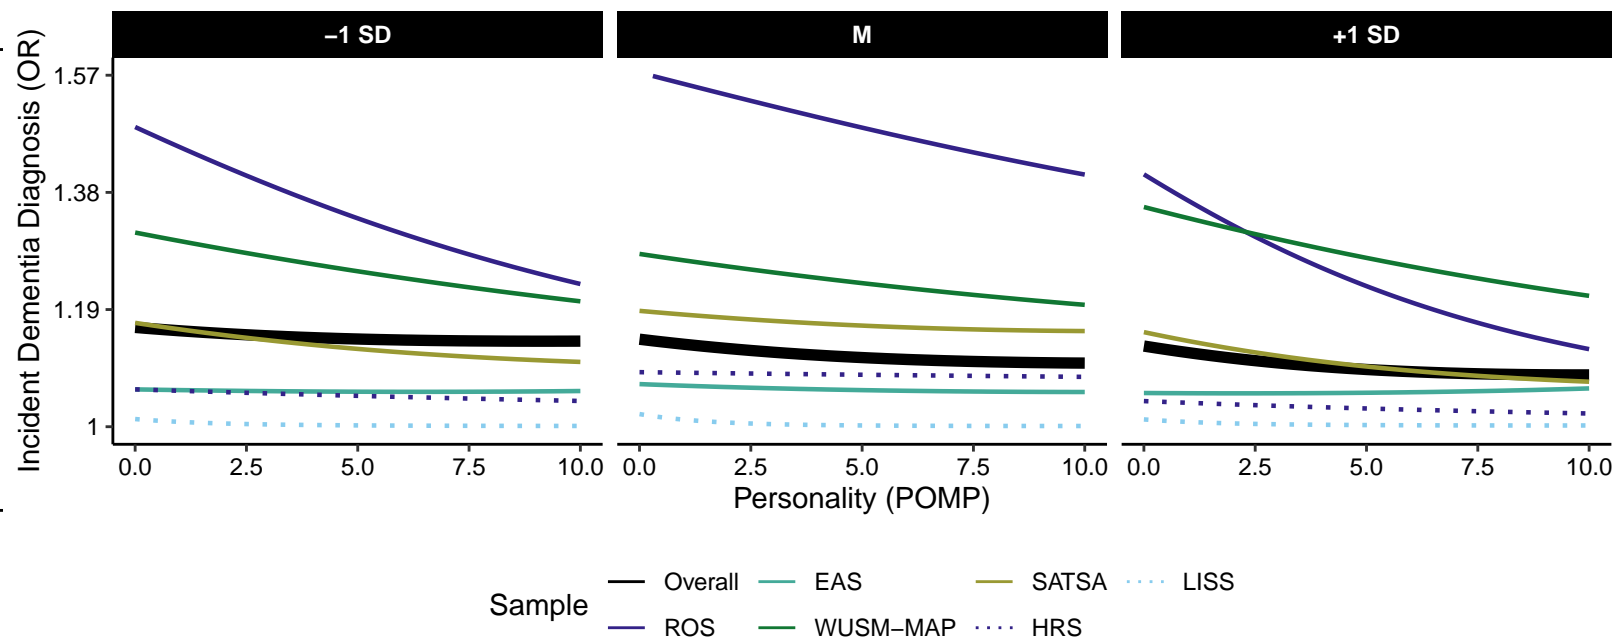 −1 SD
M
+1 SD
Incident Dementia Diagnosis (OR)
1.57
1.38
1.19
1
0.0 2.5 5.0 7.5 10.0
0.0 2.5 5.0 7.5 10.0
0.0 2.5 5.0 7.5 10.0
Personality (POMP)
Sample
Overall EAS SATSA LISS
ROS WUSM−MAP HRS